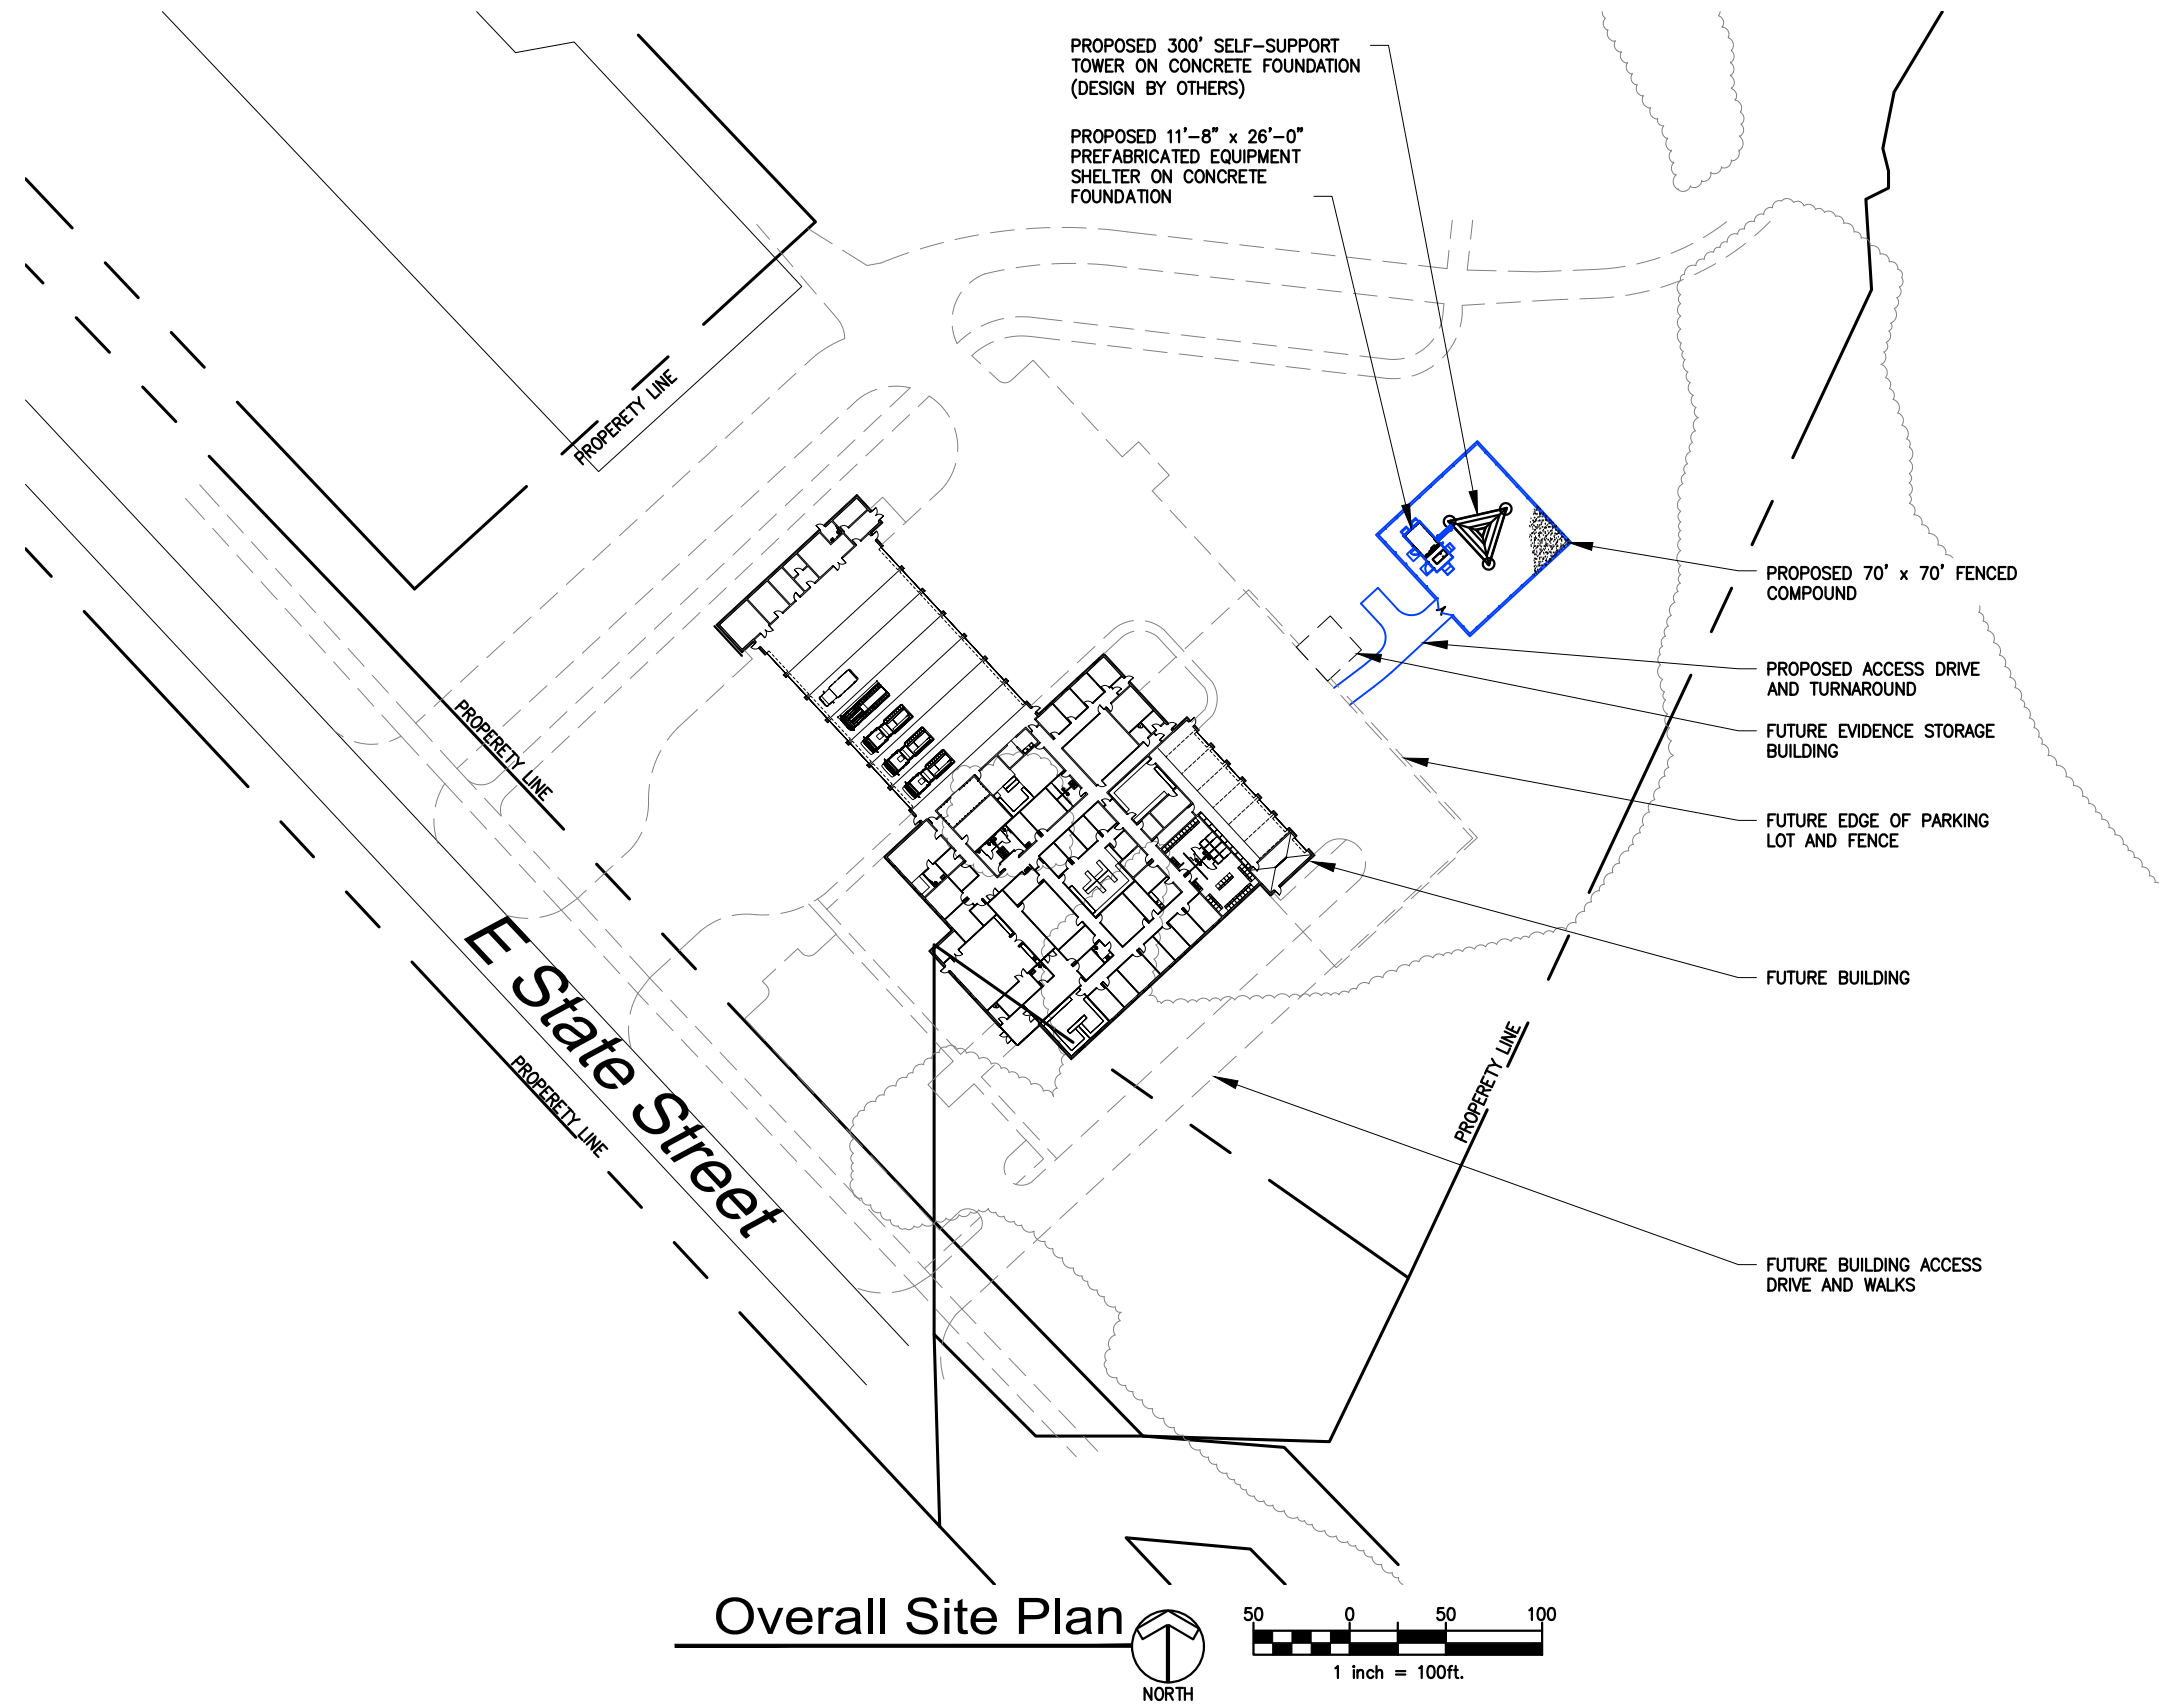 PROPOSED 300' SELF-SUPPORT
TOWER ON CONCRETE FOUNDATION
(DESIGN BY OTHERS)
PROPOSED 11'-8" x 26'-0"
PREFABRICATED EQUIPMENT
SHELTER ON CONCRETE
FOUNDATION
PROPERETY LINE
PROPOSED 70' x 70' FENCED
COMPOUND
PROPOSED ACCESS DRIVE
AND TURNAROUND
FUTURE EVIDENCE STORAGE
BUILDING
PROPERETY LINE
FUTURE EDGE OF PARKING
LOT AND FENCE
FUTURE BUILDING
E State Street
PROPERETY LINE
PROPERETY LINE
FUTURE BUILDING ACCESS
DRIVE AND WALKS
Overall Site Plan
NORTH
50 0 50 100
1 inch = 100ft.